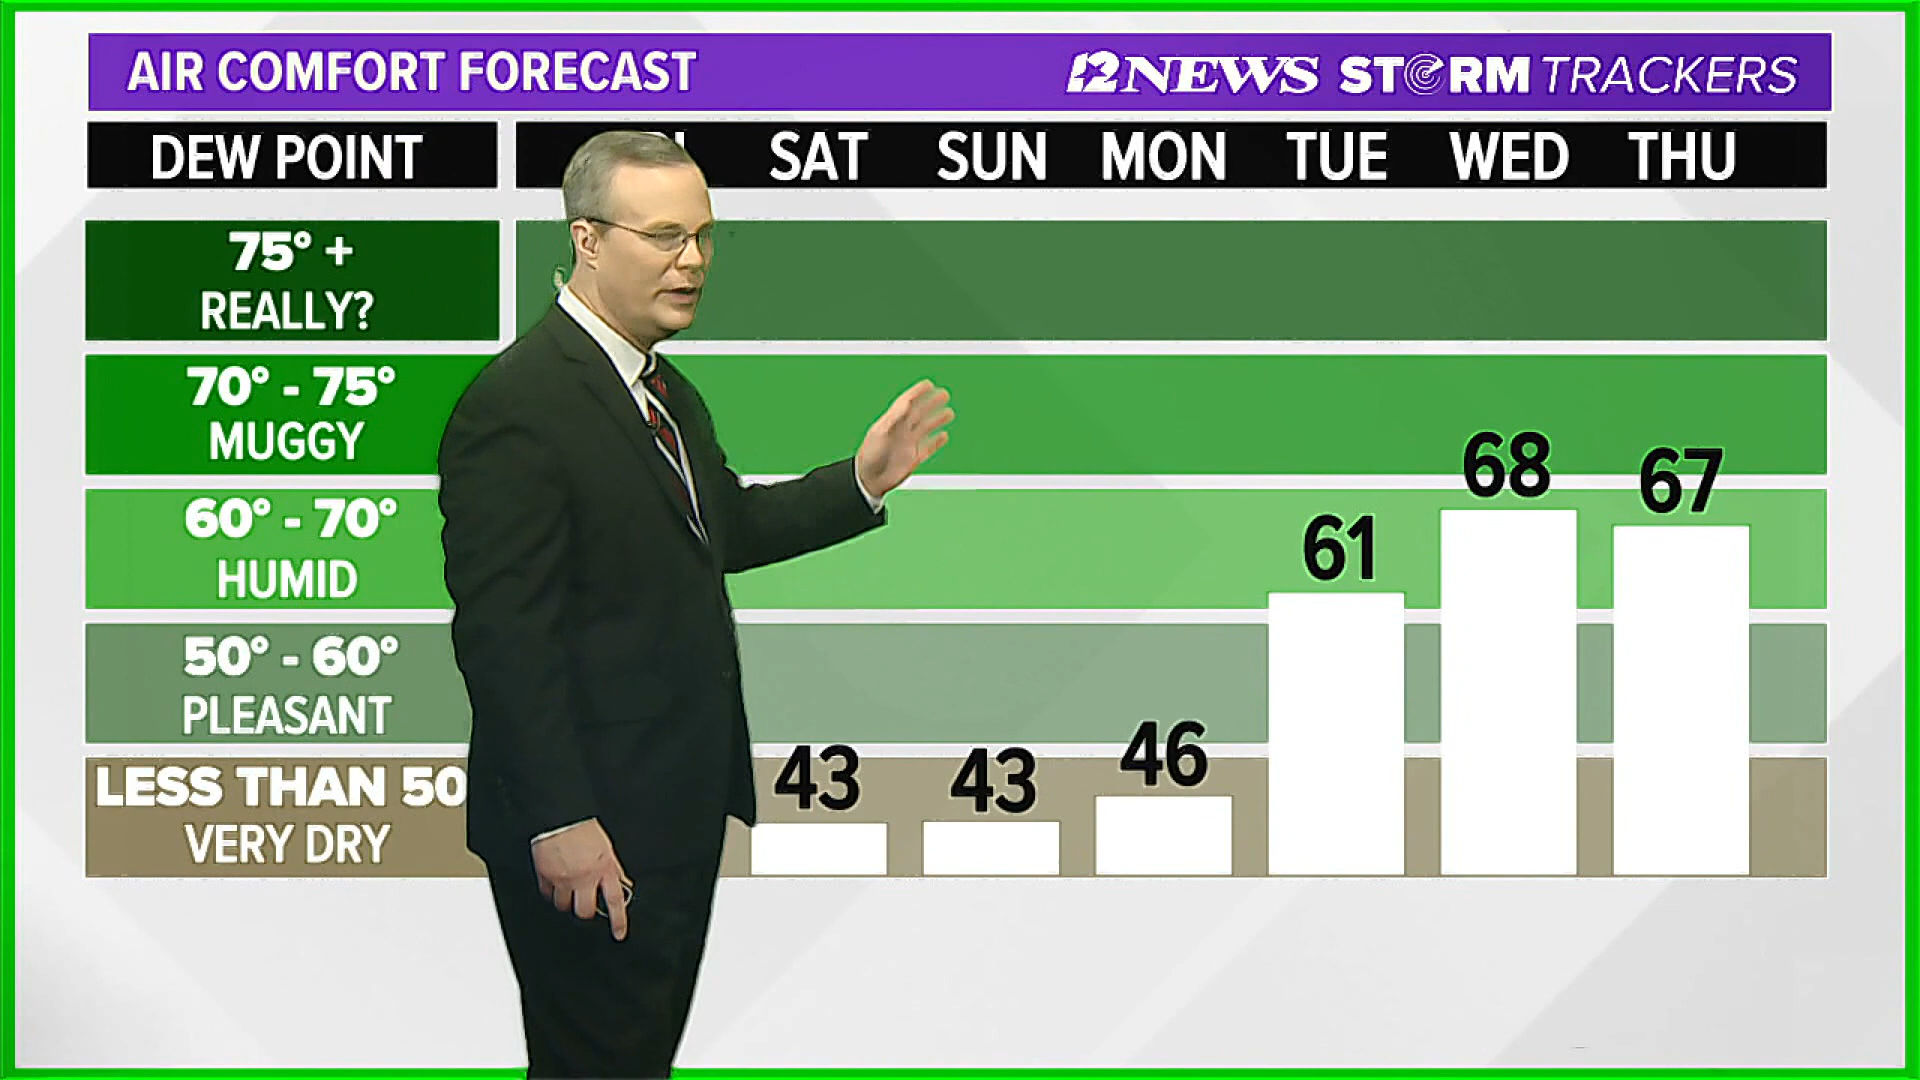 AIR COMFORT FORECAST
12NEWS STORM TRACKERS
DEW POINT
SAT SUN MON TUE WED THU
75° +
REALLY?
70° - 75°
MUGGY
60° - 70°
HUMID
50° - 60°
PLEASANT
LESS THAN 50
VERY DRY
43 43 46 61 68 67